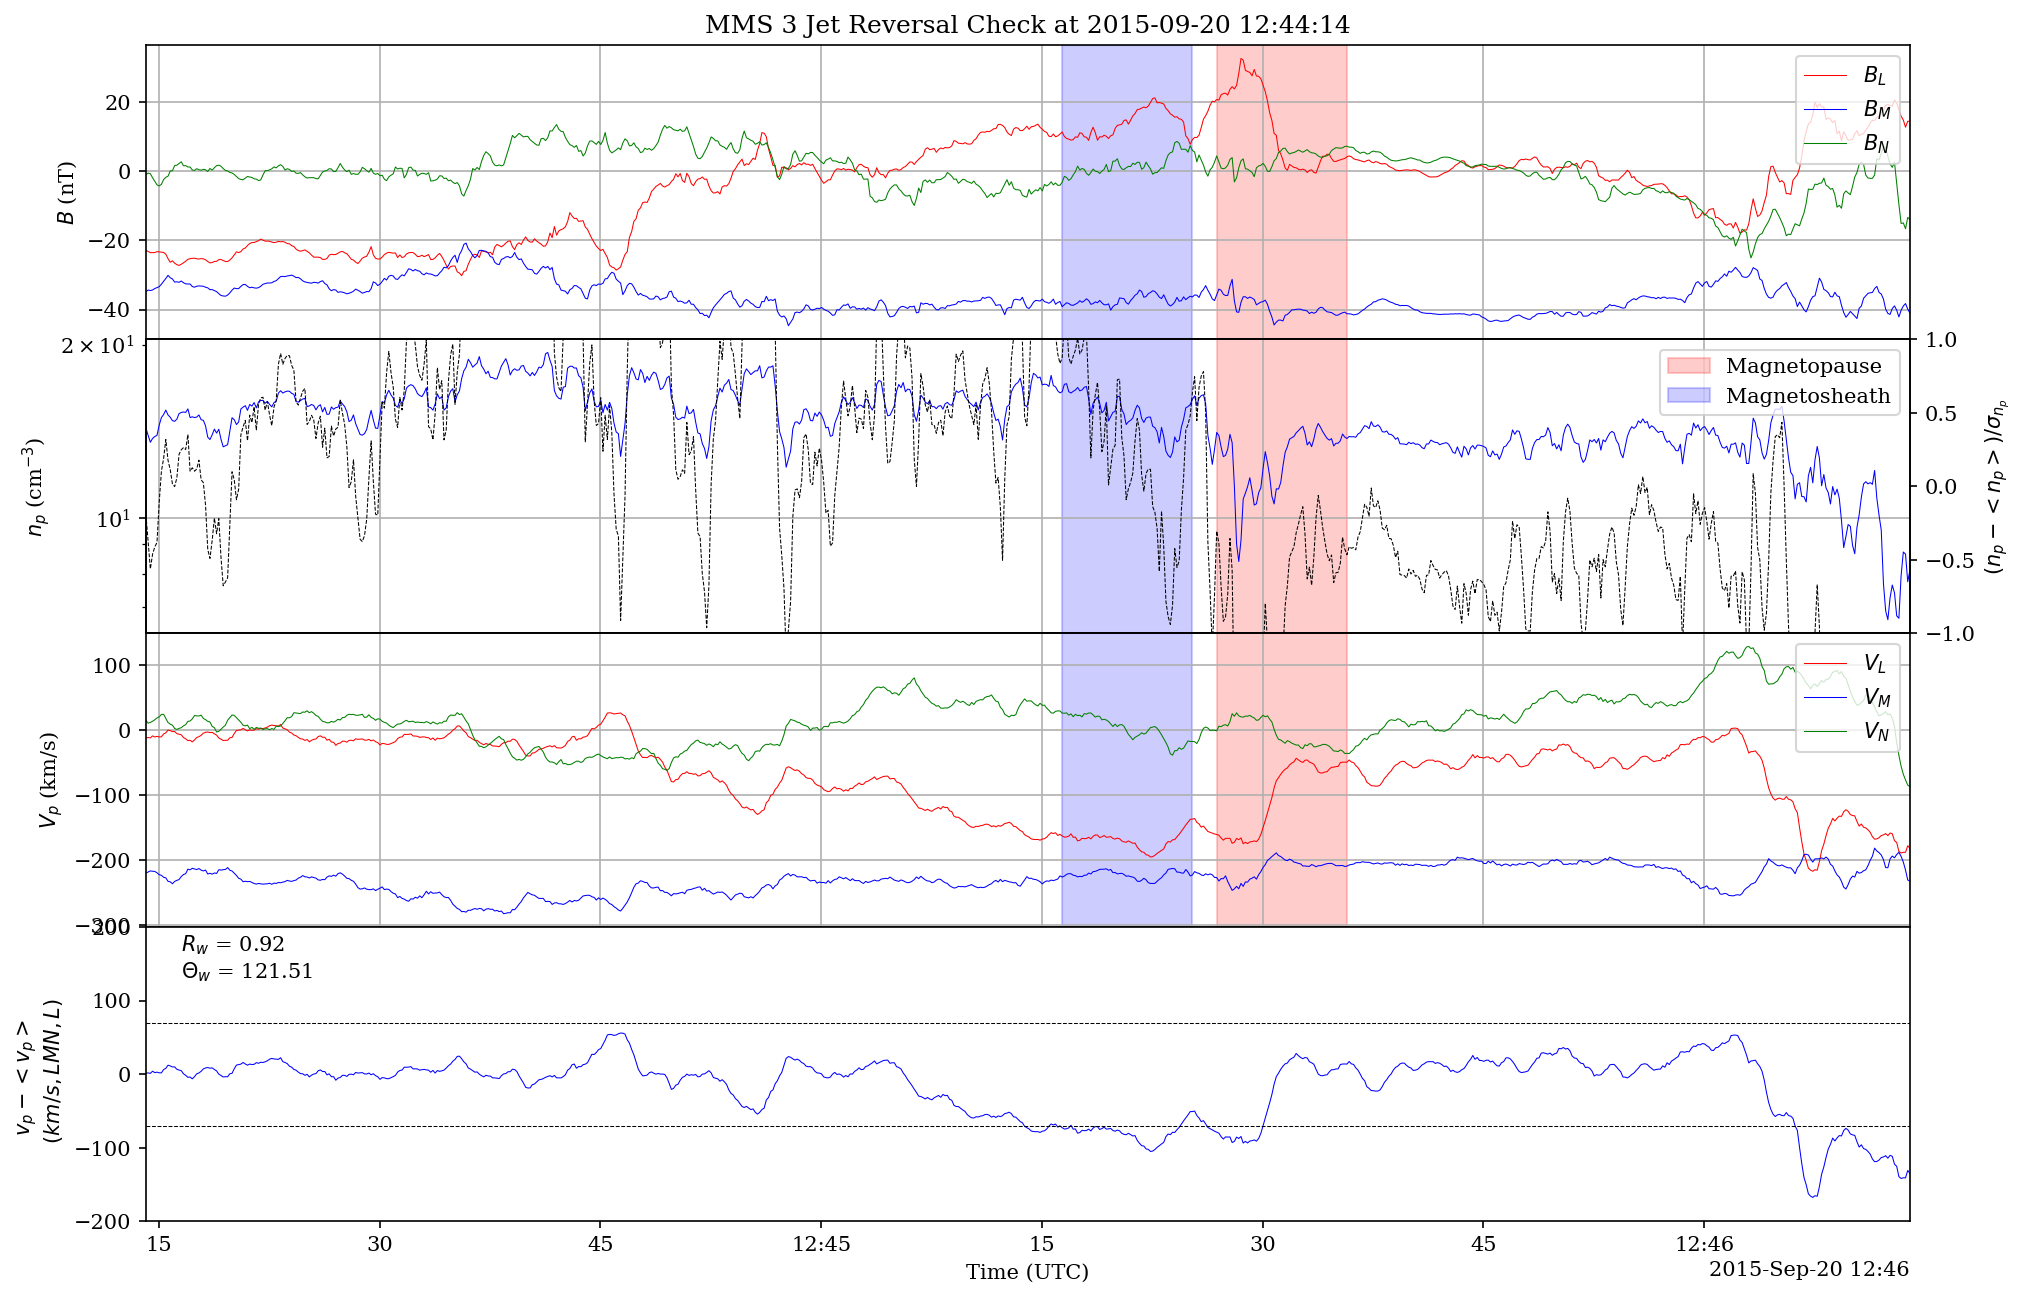 MMS 3 Jet Reversal Check at 2015-09-20 12:44:14
B (nT)
20
0
−20
−40
B_L
B_M
B_N
n_p (cm^{−3})
2 × 10^1
10^1
Magnetopause
Magnetosheath
1.0
0.5
0.0
−0.5
−1.0
(n_p − < n_p >)/σ_{n_p}
V_p (km/s)
100
0
−100
−200
−300
V_L
V_M
V_N
v_p − < v_p >
(km/s, LMN, L)
200
100
0
−100
−200
R_w = 0.92
Θ_w = 121.51
15
30
45
12:45
15
30
45
12:46
Time (UTC)
2015-Sep-20 12:46